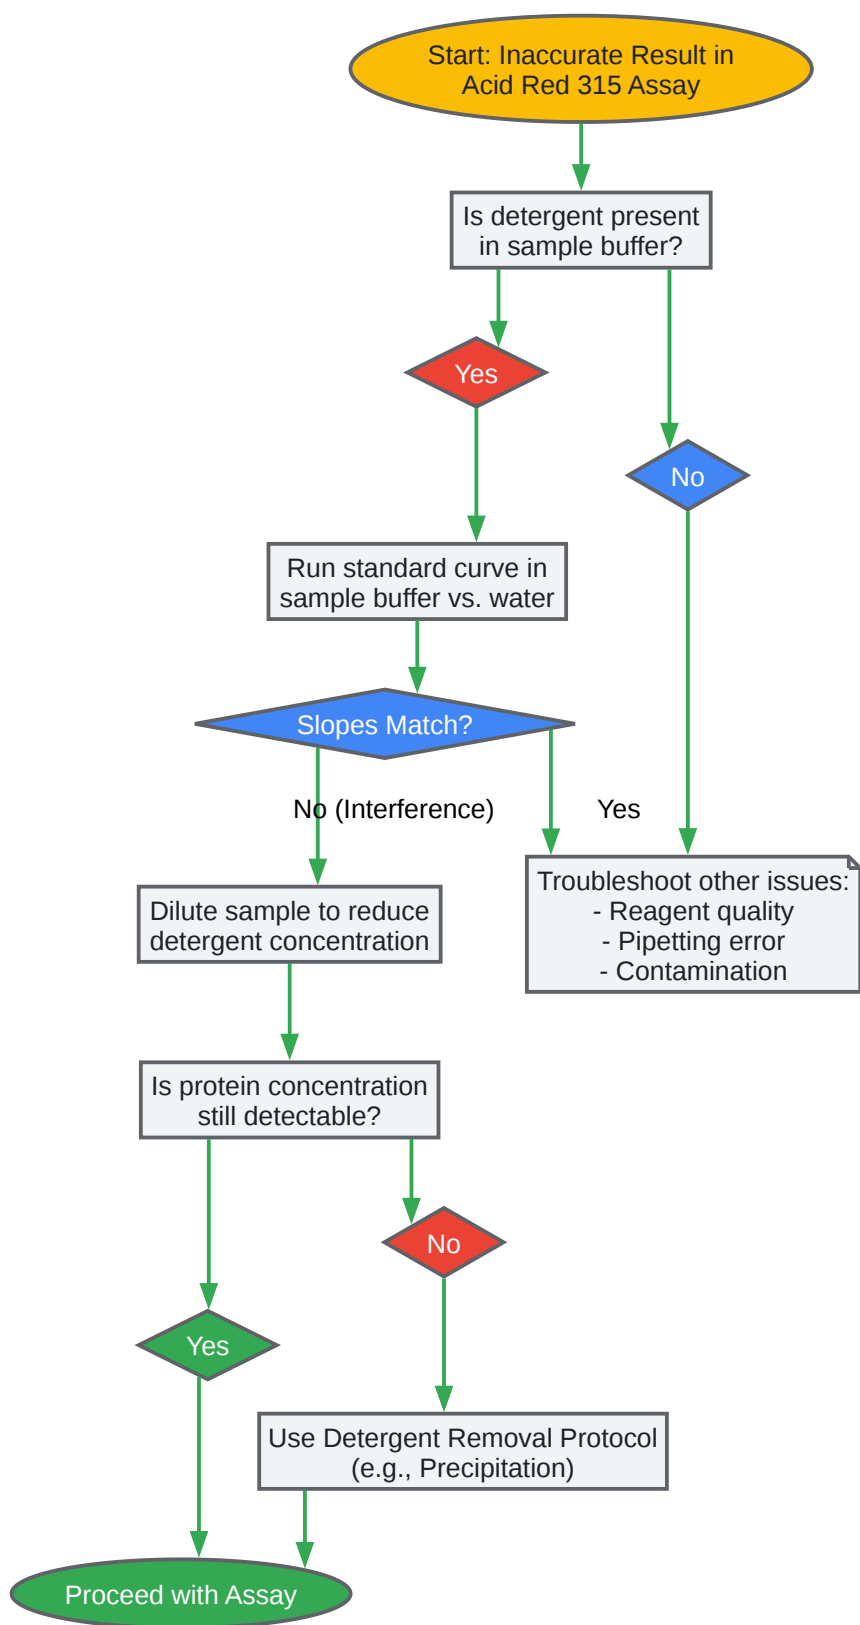 Start: Inaccurate Result in
Acid Red 315 Assay
Is detergent present
in sample buffer?
Yes
No
Run standard curve in
sample buffer vs. water
Slopes Match?
No (Interference)
Yes
Troubleshoot other issues:
- Reagent quality
- Pipetting error
- Contamination
Dilute sample to reduce
detergent concentration
Is protein concentration
still detectable?
No
Yes
Use Detergent Removal Protocol
(e.g., Precipitation)
Proceed with Assay